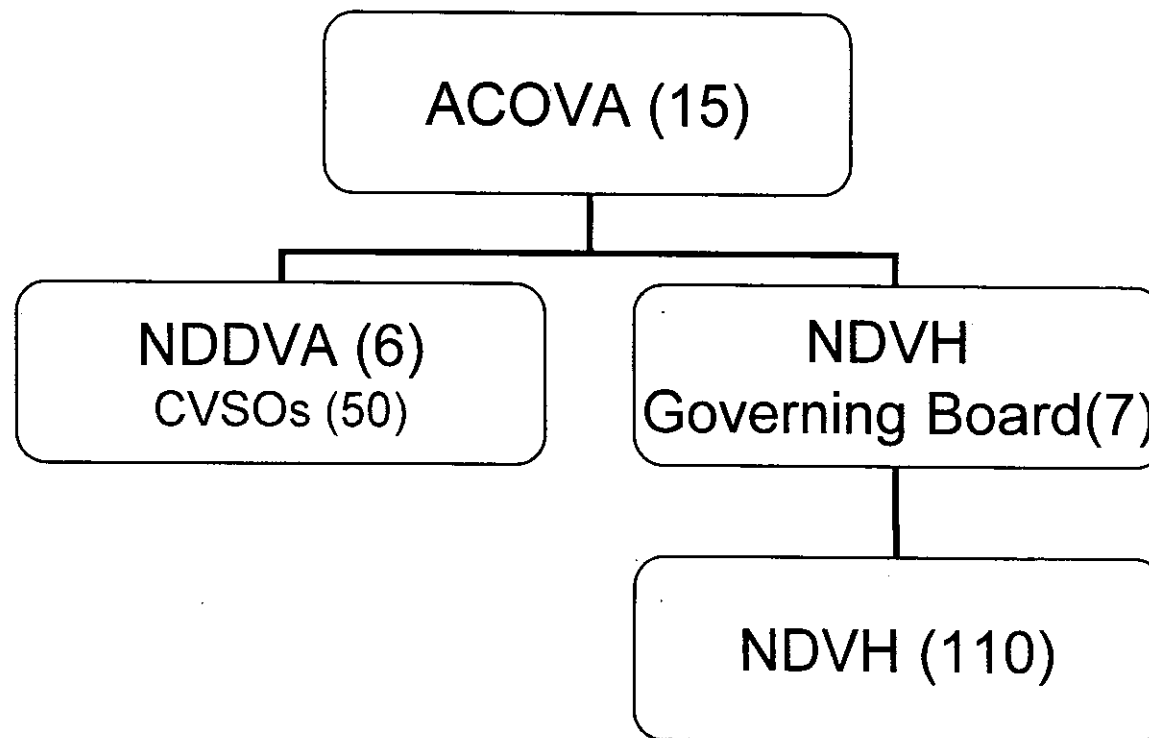 ACOVA (15)
NDDVA (6)
CVSOs (50)
NDVH
Governing Board(7)
NDVH (110)